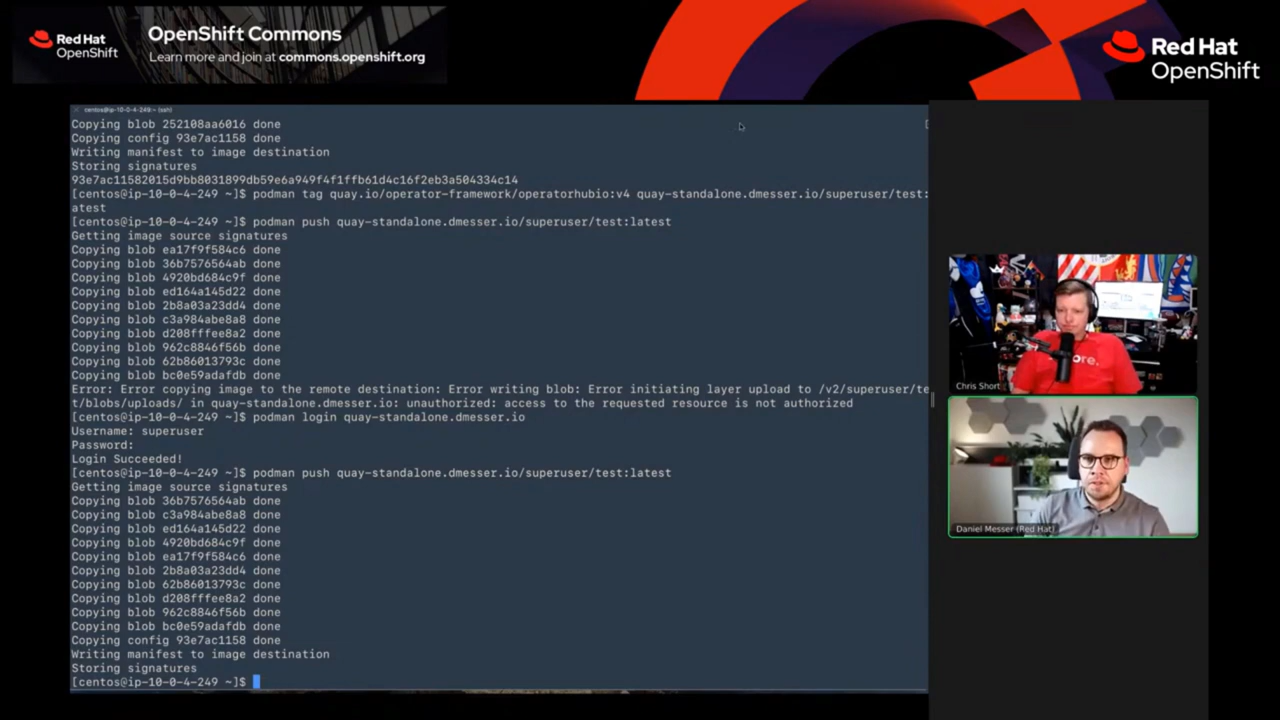 Red Hat
OpenShift
OpenShift Commons
Learn more and join at commons.openshift.org
Red Hat
OpenShift
centos@ip-10-0-4-249:~ (ssh)
Copying blob 252108aa6016 done
Copying config 93e7ac1158 done
Writing manifest to image destination
Storing signatures
93e7ac11582015d9bb8031899db59e6a949f4f1ffb61d4c16f2eb3a504334c14
[centos@ip-10-0-4-249 ~]$ podman tag quay.io/operator-framework/operatorhubio:v4 quay-standalone.dmesser.io/superuser/test:
atest
[centos@ip-10-0-4-249 ~]$ podman push quay-standalone.dmesser.io/superuser/test:latest
Getting image source signatures
Copying blob ea17f9f584c6 done
Copying blob 36b7576564ab done
Copying blob 4920bd684c9f done
Copying blob ed164a145d22 done
Copying blob 2b8a03a23dd4 done
Copying blob c3a984abe8a8 done
Copying blob d208fffee8a2 done
Copying blob 962c8846f56b done
Copying blob 62b86013793c done
Copying blob bc0e59adafdb done
Error: Error copying image to the remote destination: Error writing blob: Error initiating layer upload to /v2/superuser/te
t/blobs/uploads/ in quay-standalone.dmesser.io: unauthorized: access to the requested resource is not authorized
[centos@ip-10-0-4-249 ~]$ podman login quay-standalone.dmesser.io
Username: superuser
Password:
Login Succeeded!
[centos@ip-10-0-4-249 ~]$ podman push quay-standalone.dmesser.io/superuser/test:latest
Getting image source signatures
Copying blob 36b7576564ab done
Copying blob c3a984abe8a8 done
Copying blob ed164a145d22 done
Copying blob 4920bd684c9f done
Copying blob ea17f9f584c6 done
Copying blob 2b8a03a23dd4 done
Copying blob 62b86013793c done
Copying blob d208fffee8a2 done
Copying blob 962c8846f56b done
Copying blob bc0e59adafdb done
Copying config 93e7ac1158 done
Writing manifest to image destination
Storing signatures
[centos@ip-10-0-4-249 ~]$
Chris Short
Daniel Messer (Red Hat)